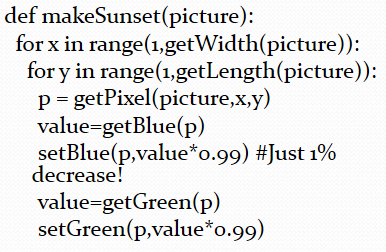 def makeSunset(picture):
for x in range(1,getWidth(picture)):
for y in range(1,getLength(picture)):
p = getPixel(picture,x,y)
value=getBlue(p)
setBlue(p,value*0.99) #Just 1%
decrease!
value=getGreen(p)
setGreen(p,value*0.99)